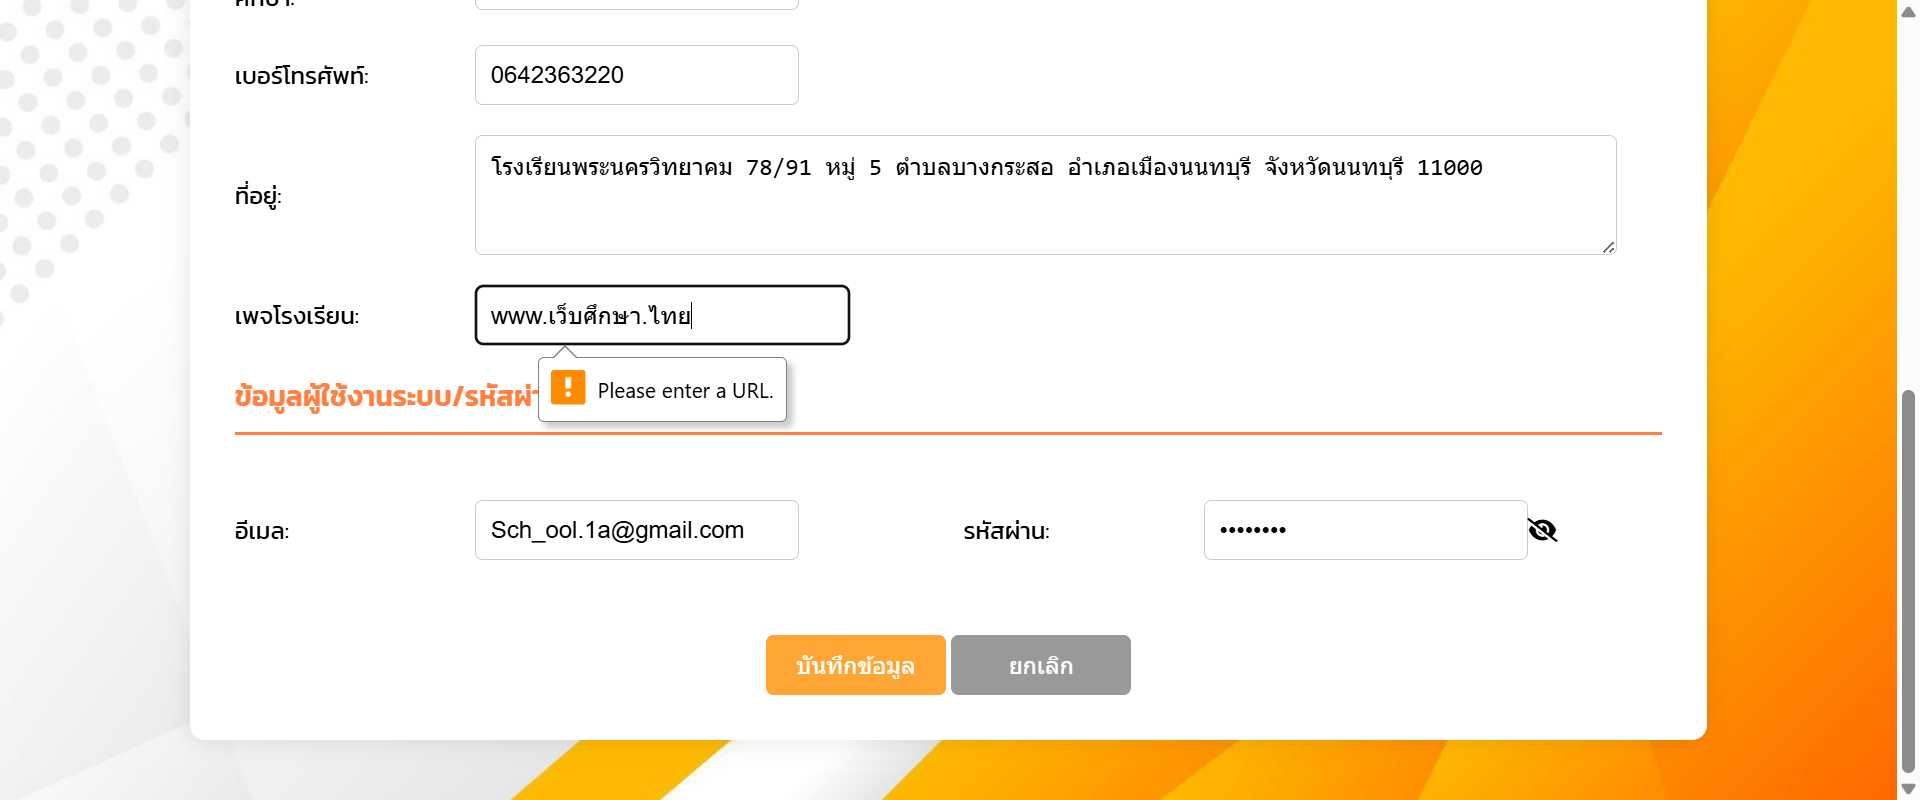 ศึกษา:
เบอร์โทรศัพท์:
0642363220
ที่อยู่:
โรงเรียนพระนครวิทยาคม 78/91 หมู่ 5 ตำบลบางกระสอ อำเภอเมืองนนทบุรี จังหวัดนนทบุรี 11000
เพจโรงเรียน:
www.เว็บศึกษา.ไทย
Please enter a URL.
ข้อมูลผู้ใช้งานระบบ/รหัสผ่า
อีเมล:
Sch_ool.1a@gmail.com
รหัสผ่าน:
••••••••
บันทึกข้อมูล
ยกเลิก